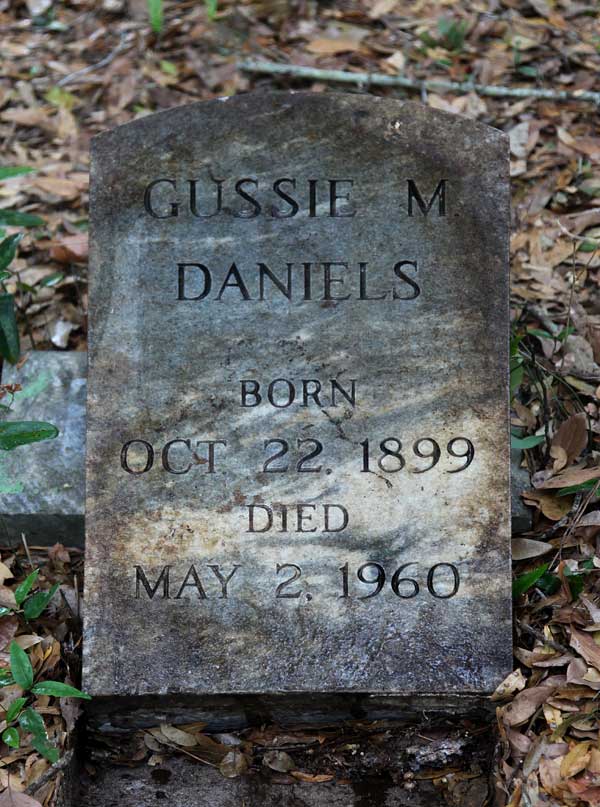 GUSSIE M.
DANIELS
BORN
OCT 22, 1899
DIED
MAY 2, 1960